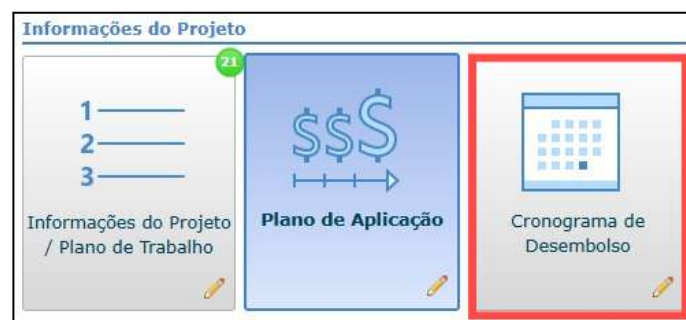 Informações do Projeto
21
1
2
3
Informações do Projeto
/ Plano de Trabalho
$$$
Plano de Aplicação
Cronograma de
Desembolso